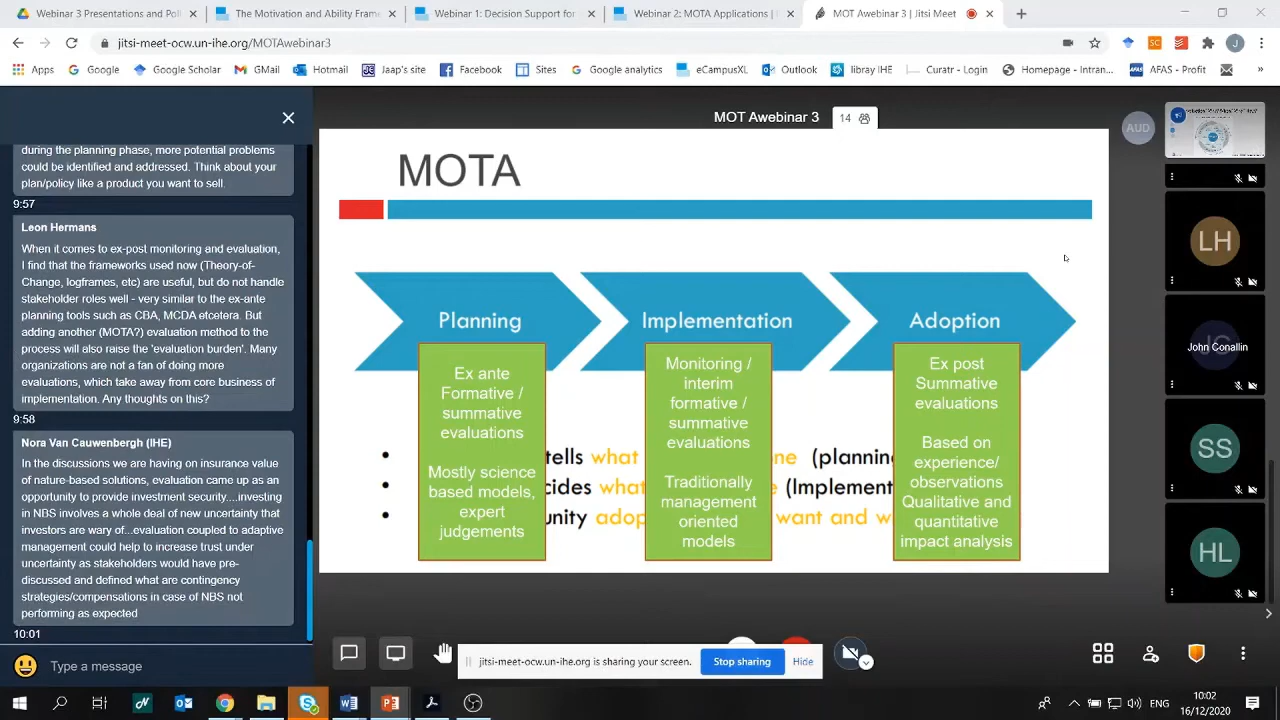 Webinar 3 Presentations and Poll
The Motivation and Ability Frame
Webinar 1: Decision Support for
Webinar 2: MOTA Applications |
MOT Awebinar 3 | Jitsi Meet
jitsi-meet-ocw.un-ihe.org/MOTAwebinar3
Apps Google Google Scholar GMail Hotmail Jaap's site Facebook Sites Google analytics eCampusXL Outlook libray IHE Curatr - Login Homepage - Intran... AFAS - Profit
during the planning phase, more potential problems
could be identified and addressed. Think about your
plan/policy like a product you want to sell.
9:57
Leon Hermans
When it comes to ex-post monitoring and evaluation,
I find that the frameworks used now (Theory-of-
Change, logframes, etc) are useful, but do not handle
stakeholder roles well - very similar to the ex-ante
planning tools such as CBA, MCDA etcetera. But
adding another (MOTA?) evaluation method to the
process will also raise the 'evaluation burden'. Many
organizations are not a fan of doing more
evaluations, which take away from core business of
implementation. Any thoughts on this?
9:58
Nora Van Cauwenbergh (IHE)
In the discussions we are having on insurance value
of nature-based solutions, evaluation came up as an
opportunity to provide investment security....investing
in NBS involves a whole deal of new uncertainty that
investors are wary of...evaluation coupled to adaptive
management could help to increase trust under
uncertainty as stakeholders would have pre-
discussed and defined what are contingency
strategies/compensations in case of NBS not
performing as expected
10:01
Type a message
MOT Awebinar 3
14
MOTA
Planning
Implementation
Adoption
Ex ante
Formative /
summative
evaluations
Mostly science
based models,
expert
judgements
Monitoring /
interim
formative /
summative
evaluations
Traditionally
management
oriented
models
Ex post
Summative
evaluations
Based on
experience/
observations
Qualitative and
quantitative
impact analysis
tells what
want and
AUD
LH
John Conallin
SS
HL
jitsi-meet-ocw.un-ihe.org is sharing your screen.
Stop sharing
Hide
ENG
10:02
16/12/2020